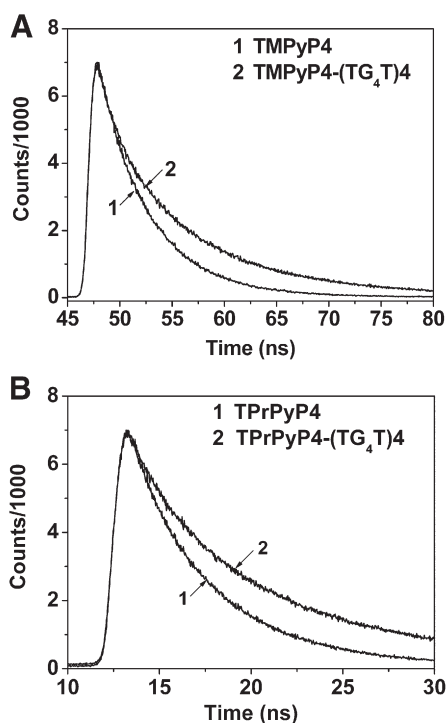 A
1 TMPyP4
2 TMPyP4-(TG₄T)4
Counts/1000
8
6
4
2
0
2
1
45 50 55 60 65 70 75 80
Time (ns)
B
1 TPrPyP4
2 TPrPyP4-(TG₄T)4
Counts/1000
8
6
4
2
0
2
1
10 15 20 25 30
Time (ns)